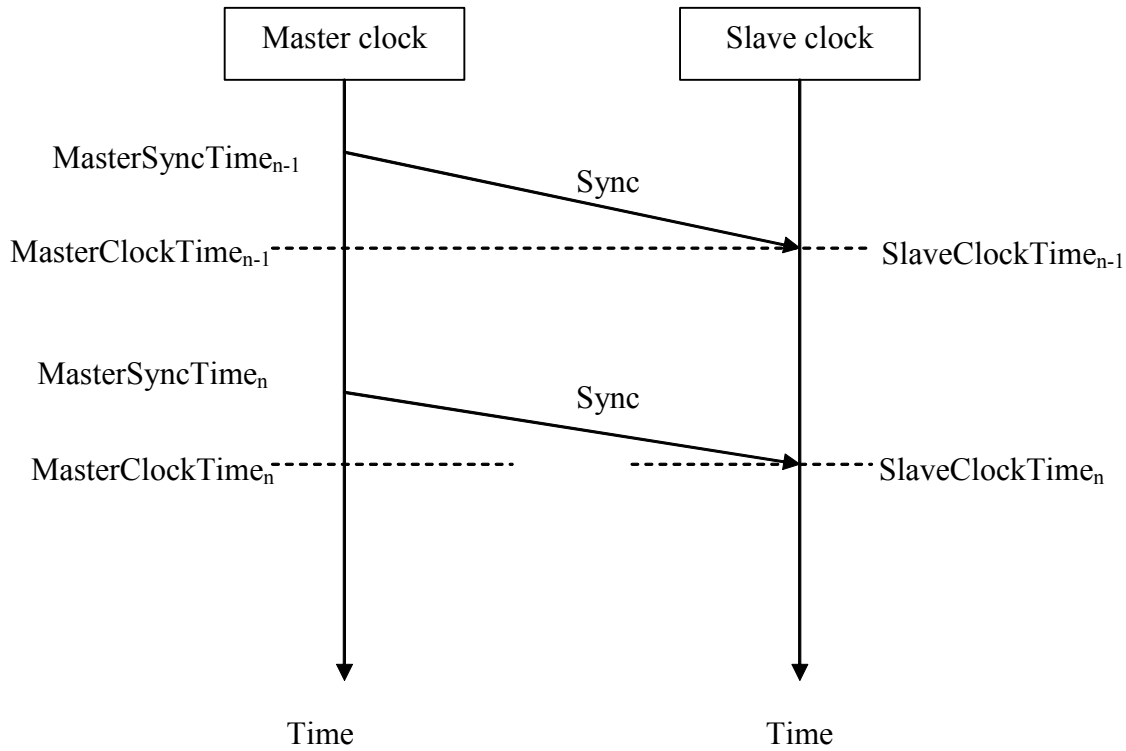 Master clock
Slave clock
MasterSyncTimeₙ₋₁
Sync
MasterClockTimeₙ₋₁
SlaveClockTimeₙ₋₁
MasterSyncTimeₙ
Sync
MasterClockTimeₙ
SlaveClockTimeₙ
Time
Time